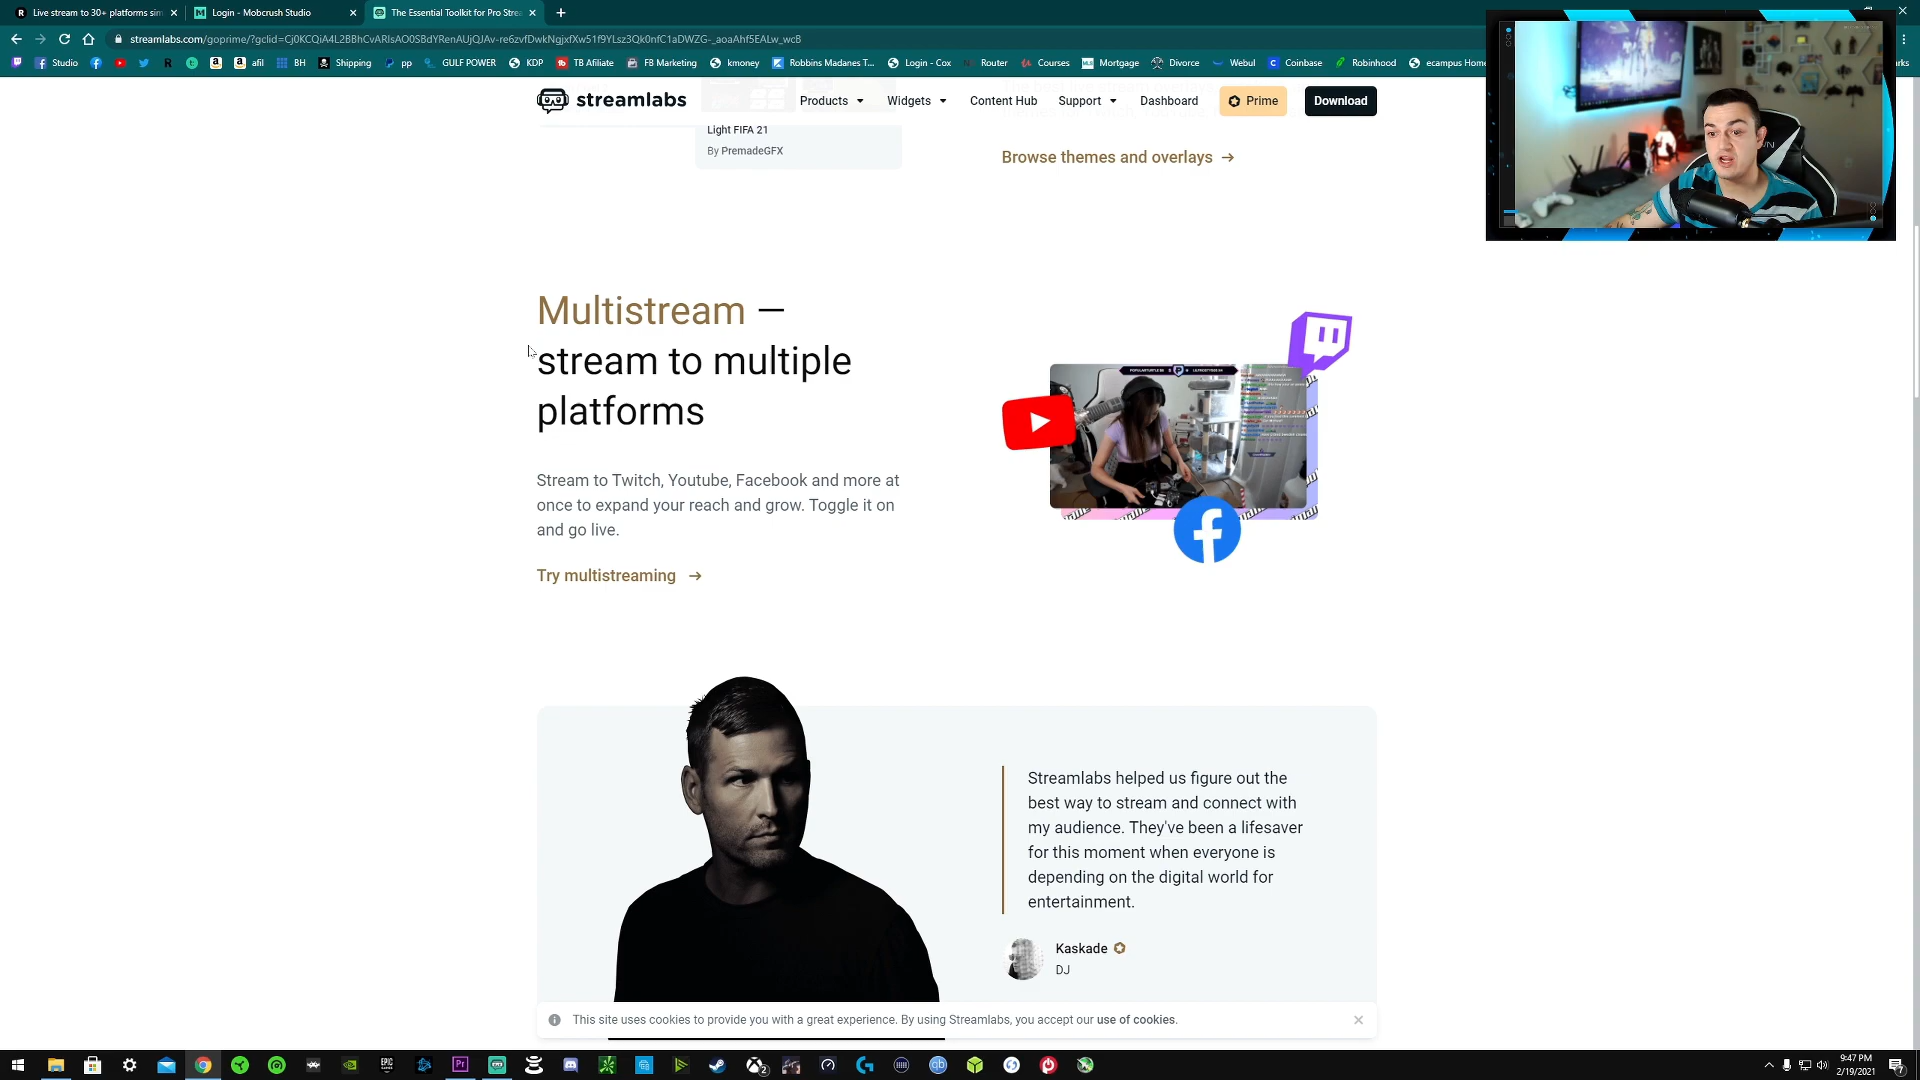 Live stream to 30+ platforms sim
Login - Mobcrush Studio
The Essential Toolkit for Pro Strea
streamlabs.com/goprime/?gclid=Cj0KCQiA4L2BBhCvARIsAO0SBdYRenAUjQJAv-re6zvfDwkNgjxfXw51f9YLsz3Qk0nfC1aDWZG-_aoaAhf5EALw_wcB
Studio
afil
BH
Shipping
pp
GULF POWER
KDP
TB Afiliate
FB Marketing
kmoney
Robbins Madanes T...
Login - Cox
Router
Courses
Mortgage
Divorce
Webul
Coinbase
Robinhood
ecampus Home
streamlabs
Products
Widgets
Content Hub
Support
Dashboard
Prime
Download
Light FIFA 21
By PremadeGFX
Browse themes and overlays →
Multistream —
stream to multiple
platforms
Stream to Twitch, Youtube, Facebook and more at
once to expand your reach and grow. Toggle it on
and go live.
Try multistreaming →
Streamlabs helped us figure out the
best way to stream and connect with
my audience. They've been a lifesaver
for this moment when everyone is
depending on the digital world for
entertainment.
Kaskade
DJ
This site uses cookies to provide you with a great experience. By using Streamlabs, you accept our use of cookies.
9:47 PM
2/19/2021